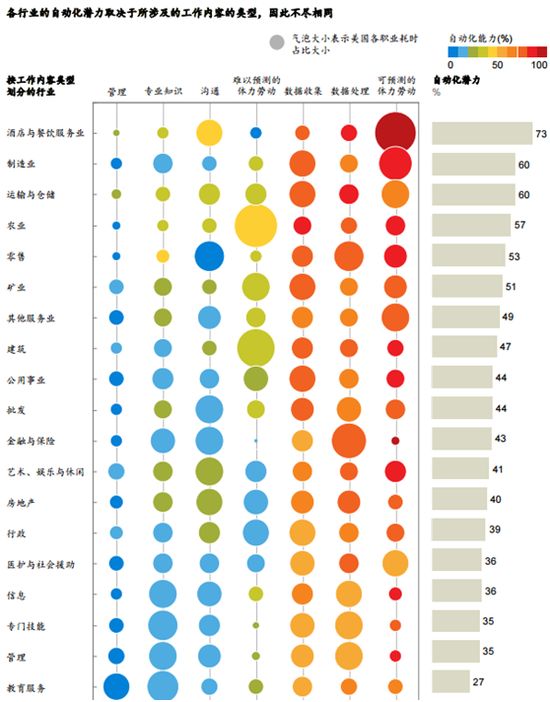 各行业的自动化潜力取决于所涉及的工作内容的类型，因此不尽相同
气泡大小表示美国各职业耗时
占比大小
自动化能力(%)
0 50 100
按工作内容类型
划分的行业
管理
专业知识
沟通
难以预测的
体力劳动
数据收集
数据处理
可预测的
体力劳动
自动化潜力
%
酒店与餐饮服务业 73
制造业 60
运输与仓储 60
农业 57
零售 53
矿业 51
其他服务业 49
建筑 47
公用事业 44
批发 44
金融与保险 43
艺术、娱乐与休闲 41
房地产 40
行政 39
医护与社会援助 36
信息 36
专门技能 35
管理 35
教育服务 27